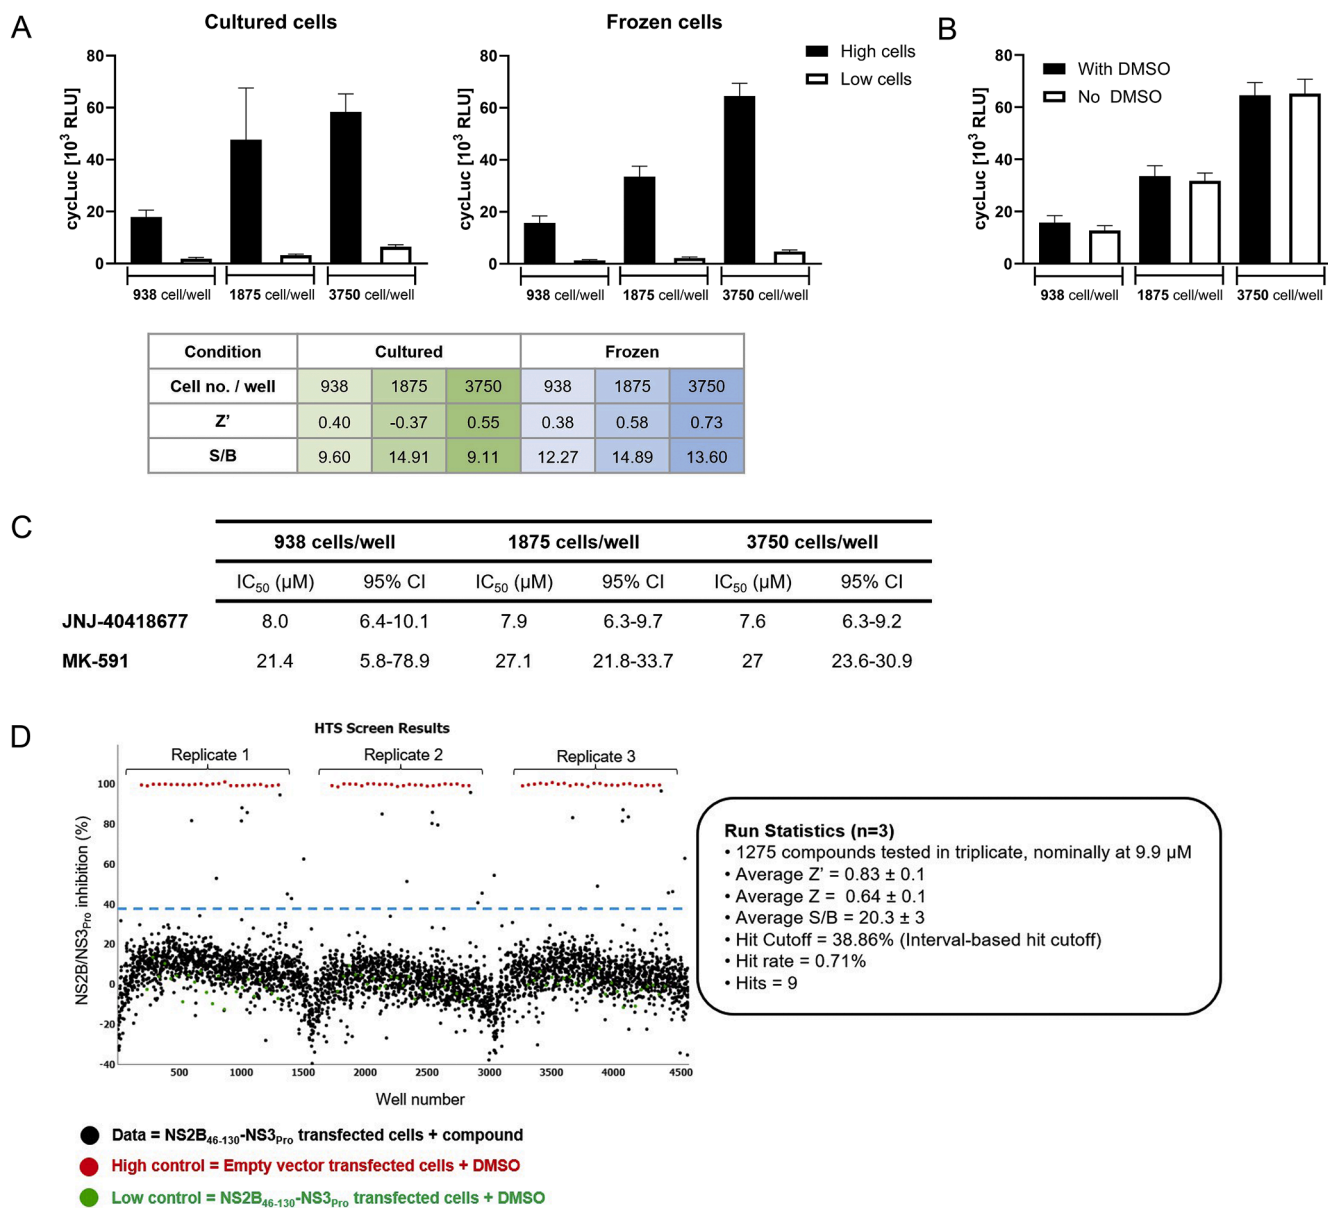 A
Cultured cells
Frozen cells
High cells
Low cells
cycLuc [10³ RLU]
80
60
40
20
0
938 cell/well
1875 cell/well
3750 cell/well
cycLuc [10³ RLU]
80
60
40
20
0
938 cell/well
1875 cell/well
3750 cell/well
B
With DMSO
No DMSO
cycLuc [10³ RLU]
80
60
40
20
0
938 cell/well
1875 cell/well
3750 cell/well
Condition Cultured Frozen
Cell no. / well 938 1875 3750 938 1875 3750
Z’ 0.40 -0.37 0.55 0.38 0.58 0.73
S/B 9.60 14.91 9.11 12.27 14.89 13.60
C
938 cells/well 1875 cells/well 3750 cells/well
IC₅₀ (µM) 95% CI IC₅₀ (µM) 95% CI IC₅₀ (µM) 95% CI
JNJ-40418677 8.0 6.4-10.1 7.9 6.3-9.7 7.6 6.3-9.2
MK-591 21.4 5.8-78.9 27.1 21.8-33.7 27 23.6-30.9
D
HTS Screen Results
Replicate 1 Replicate 2 Replicate 3
NS2B/NS3Pro inhibition (%)
100
80
60
40
20
0
-20
-40
500 1000 1500 2000 2500 3000 3500 4000 4500
Well number
Run Statistics (n=3)
• 1275 compounds tested in triplicate, nominally at 9.9 µM
• Average Z’ = 0.83 ± 0.1
• Average Z = 0.64 ± 0.1
• Average S/B = 20.3 ± 3
• Hit Cutoff = 38.86% (Interval-based hit cutoff)
• Hit rate = 0.71%
• Hits = 9
Data = NS2B46-130-NS3Pro transfected cells + compound
High control = Empty vector transfected cells + DMSO
Low control = NS2B46-130-NS3Pro transfected cells + DMSO